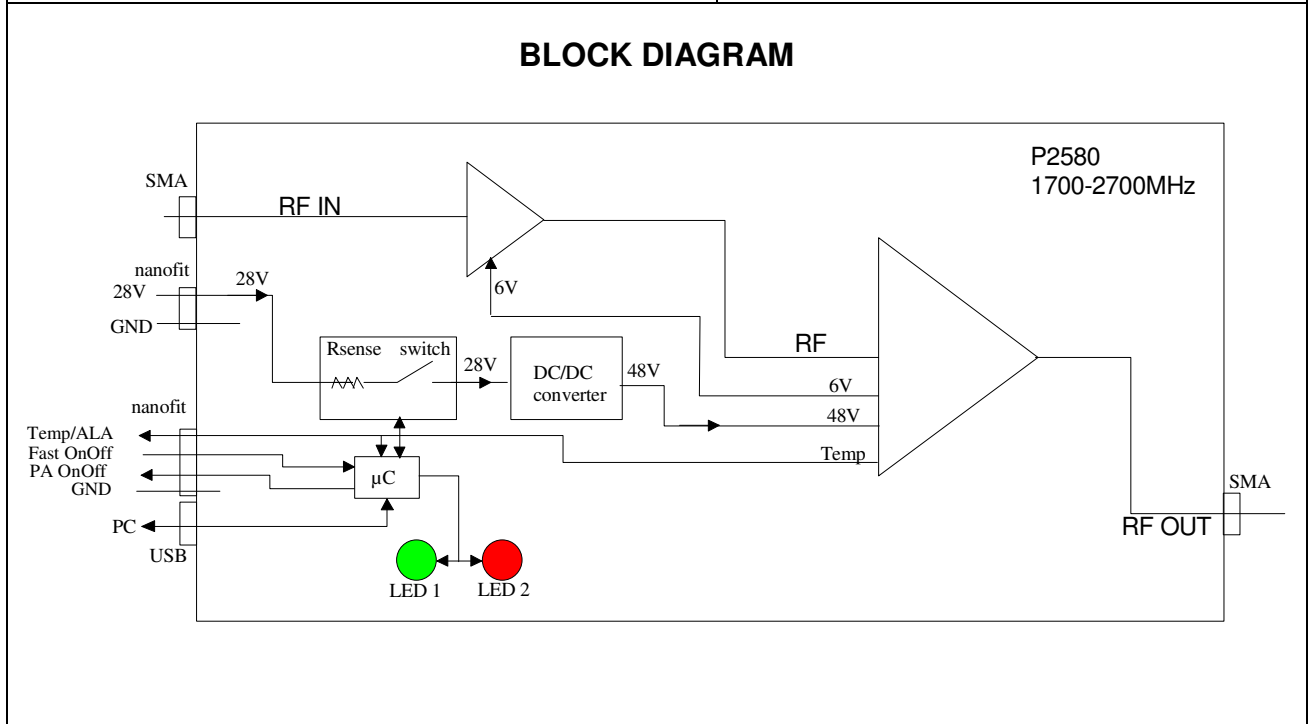 BLOCK DIAGRAM
P2580
1700-2700MHz
SMA
RF IN
nanofit
28V
28V
6V
GND
Rsense switch
28V
DC/DC
converter
48V
RF
6V
48V
Temp
nanofit
Temp/ALA
Fast OnOff
PA OnOff
GND
µC
PC
USB
LED 1
LED 2
SMA
RF OUT